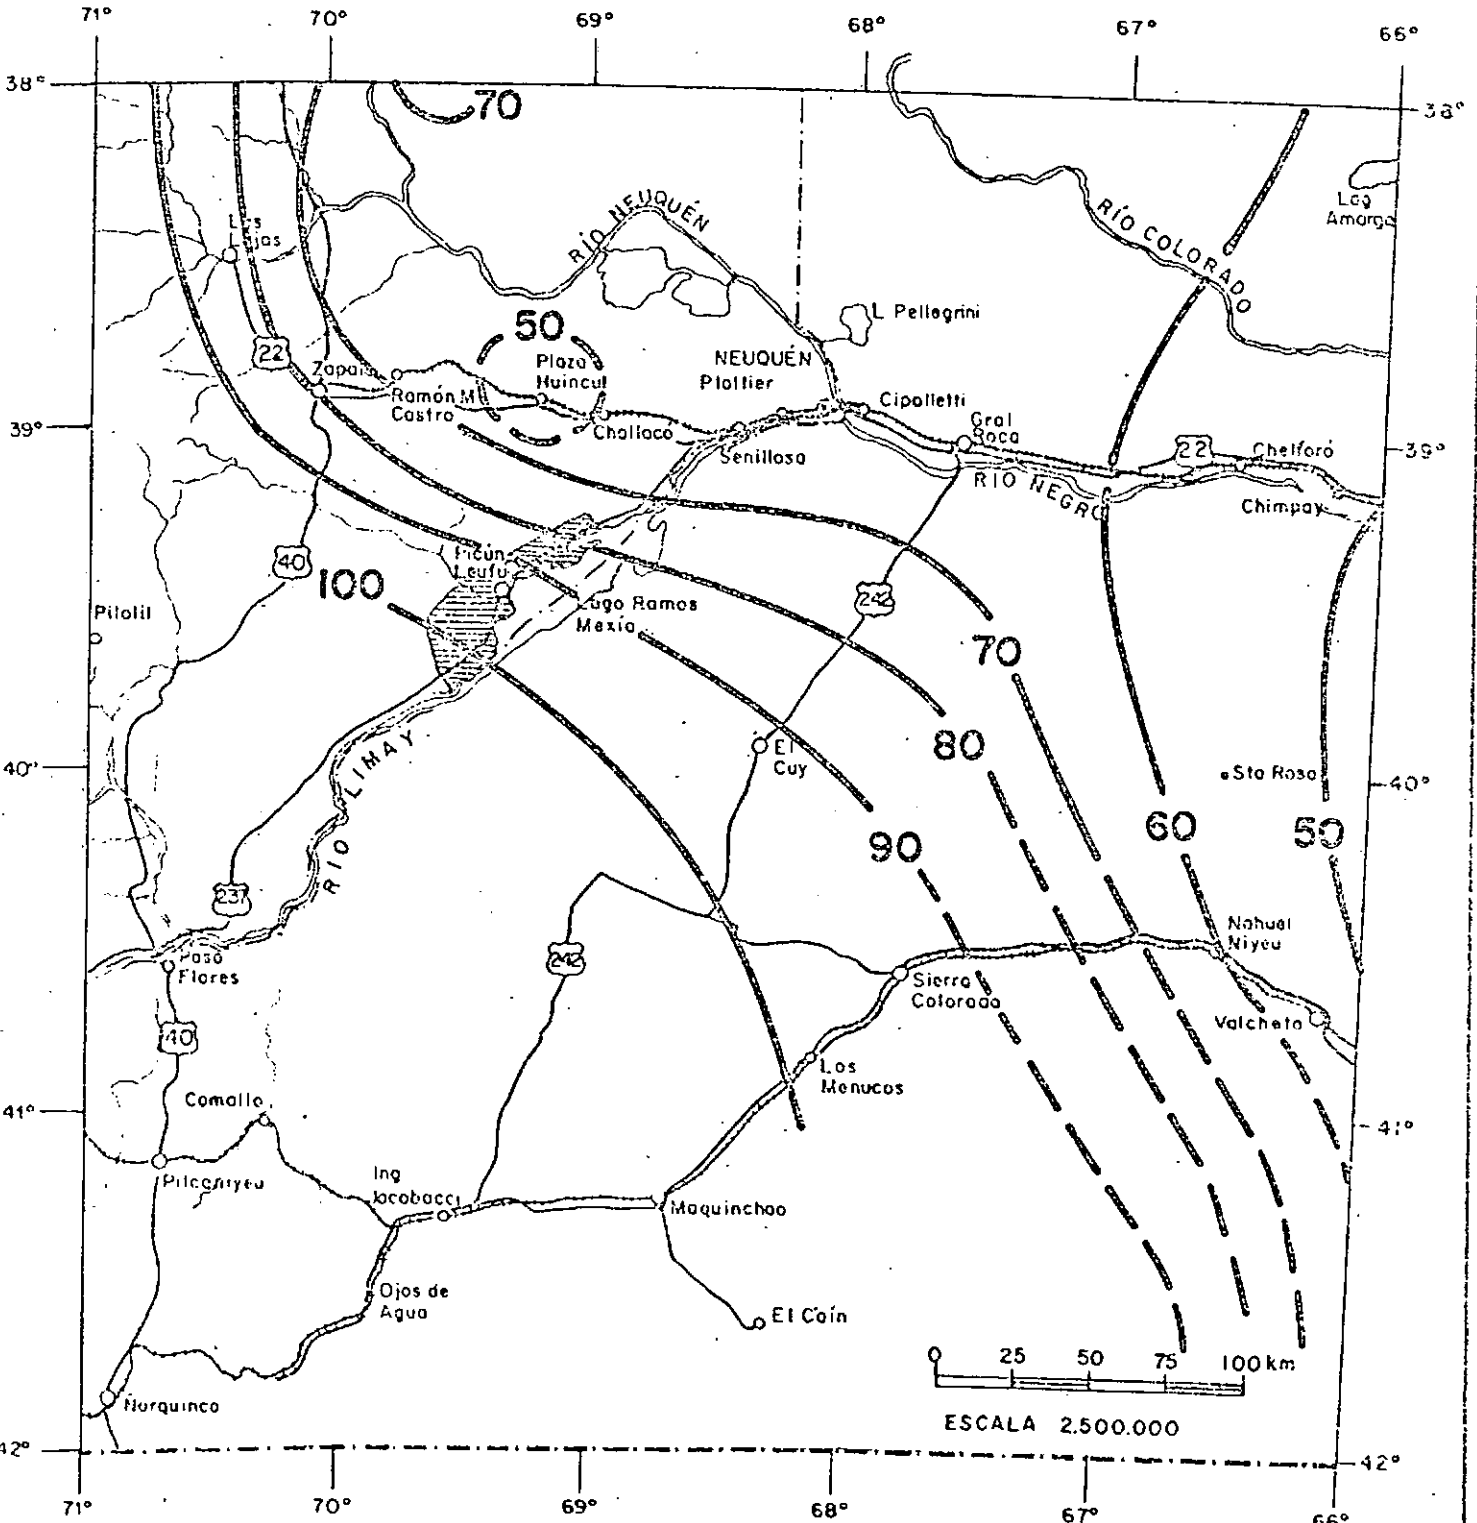 71°
70°
69°
68°
67°
66°
38°
38°
70
RÍO NEUQUÉN
RÍO COLORADO
Lag
Amarga
Las
Lajas
50
L. Pellegrini
22
Zapala
Plaza
Huincul
NEUQUÉN
Plottier
Ramón M
Castro
Cipolletti
39°
Challacó
Gral
Roca
Senillosa
22
Chelforó
39°
RÍO NEGRO
Chimpay
40
Picún
Leufú
100
242
Lago Ramos
Mexía
Pilolil
70
80
El
Cuy
40°
RÍO LIMAY
Sta Rosa
40°
60
50
90
237
Nahuel
Niyeu
242
Paso
Flores
Sierra
Colorada
40
Valcheta
Los
Menucos
Comallo
41°
41°
Pilcaniyeu
Ing
Jacobacci
Maquinchao
Ojos de
Agua
El Caín
0 25 50 75 100 km
Ñorquinco
ESCALA 2.500.000
42°
42°
71°
70°
69°
68°
67°
66°